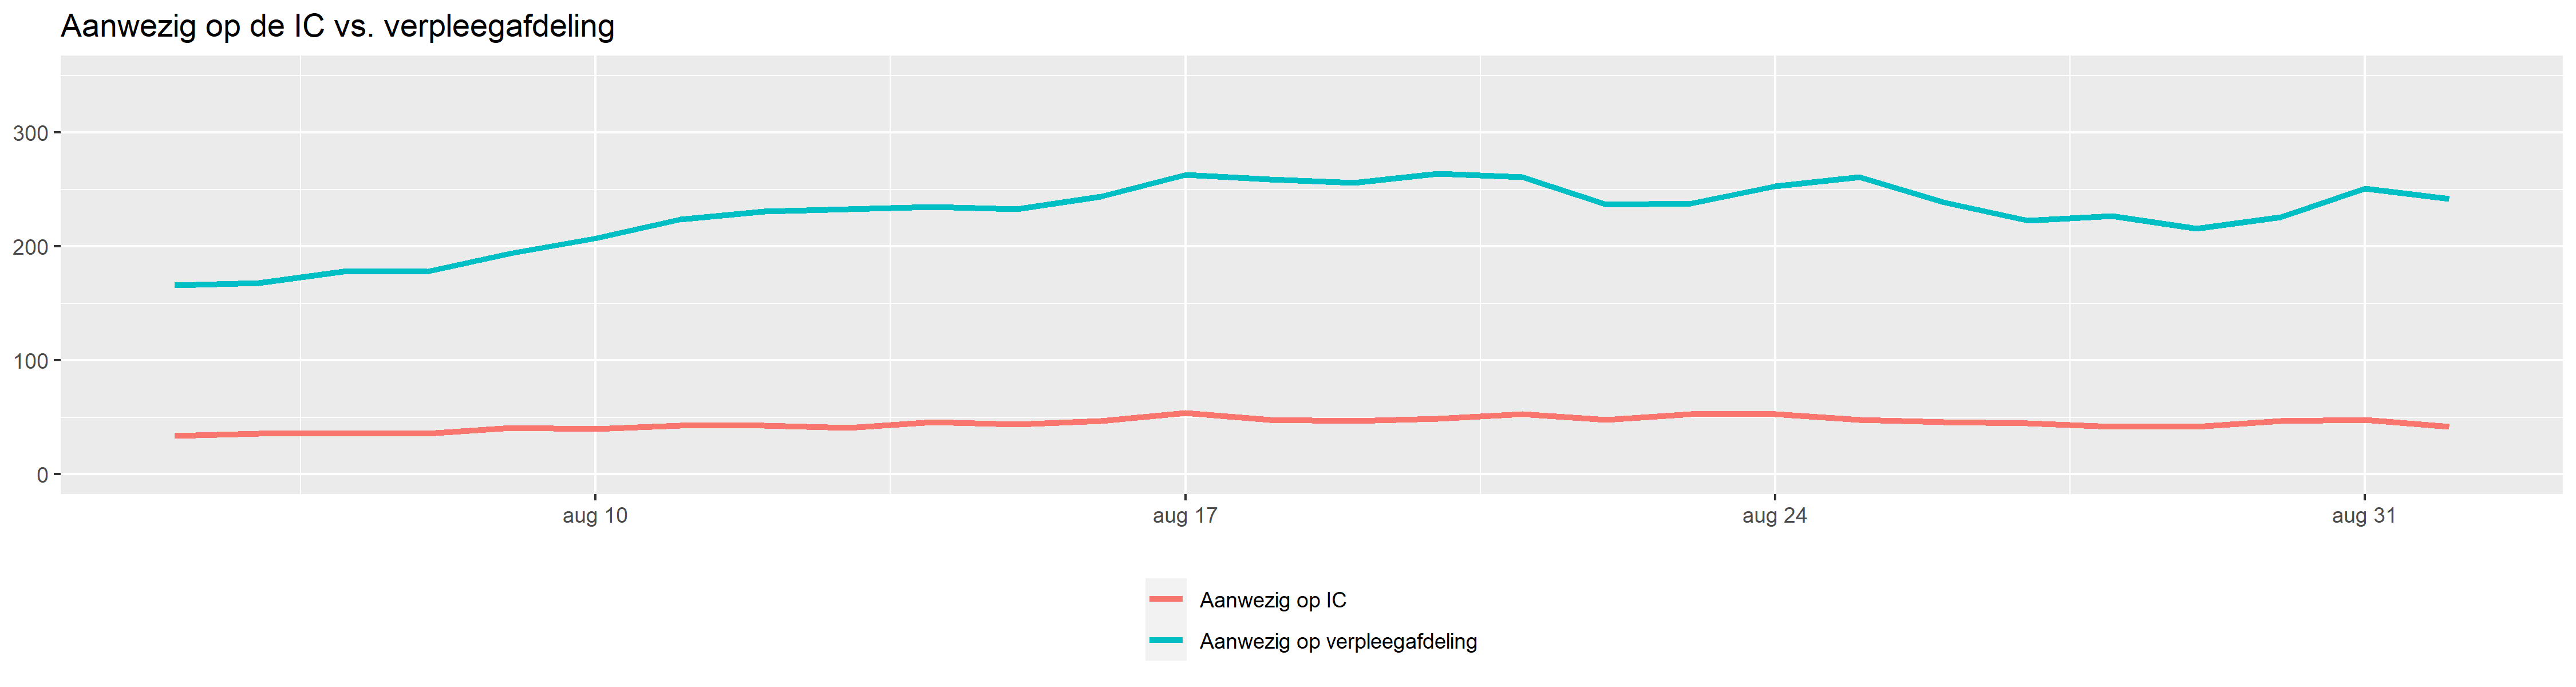 Aanwezig op de IC vs. verpleegafdeling
300
200
100
0
aug 10 aug 17 aug 24 aug 31
Aanwezig op IC
Aanwezig op verpleegafdeling